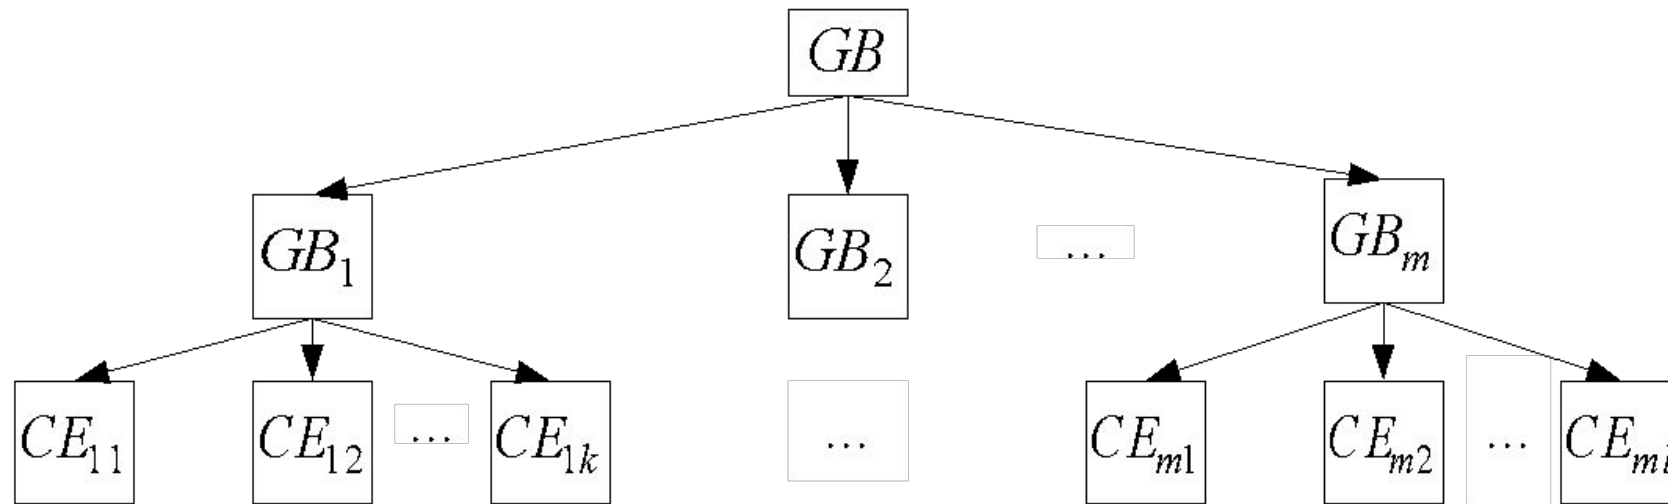 GB
GB₁ GB₂ ... GBₘ
CE₁₁ CE₁₂ ... CE₁ₖ ... CEₘ₁ CEₘ₂ ...